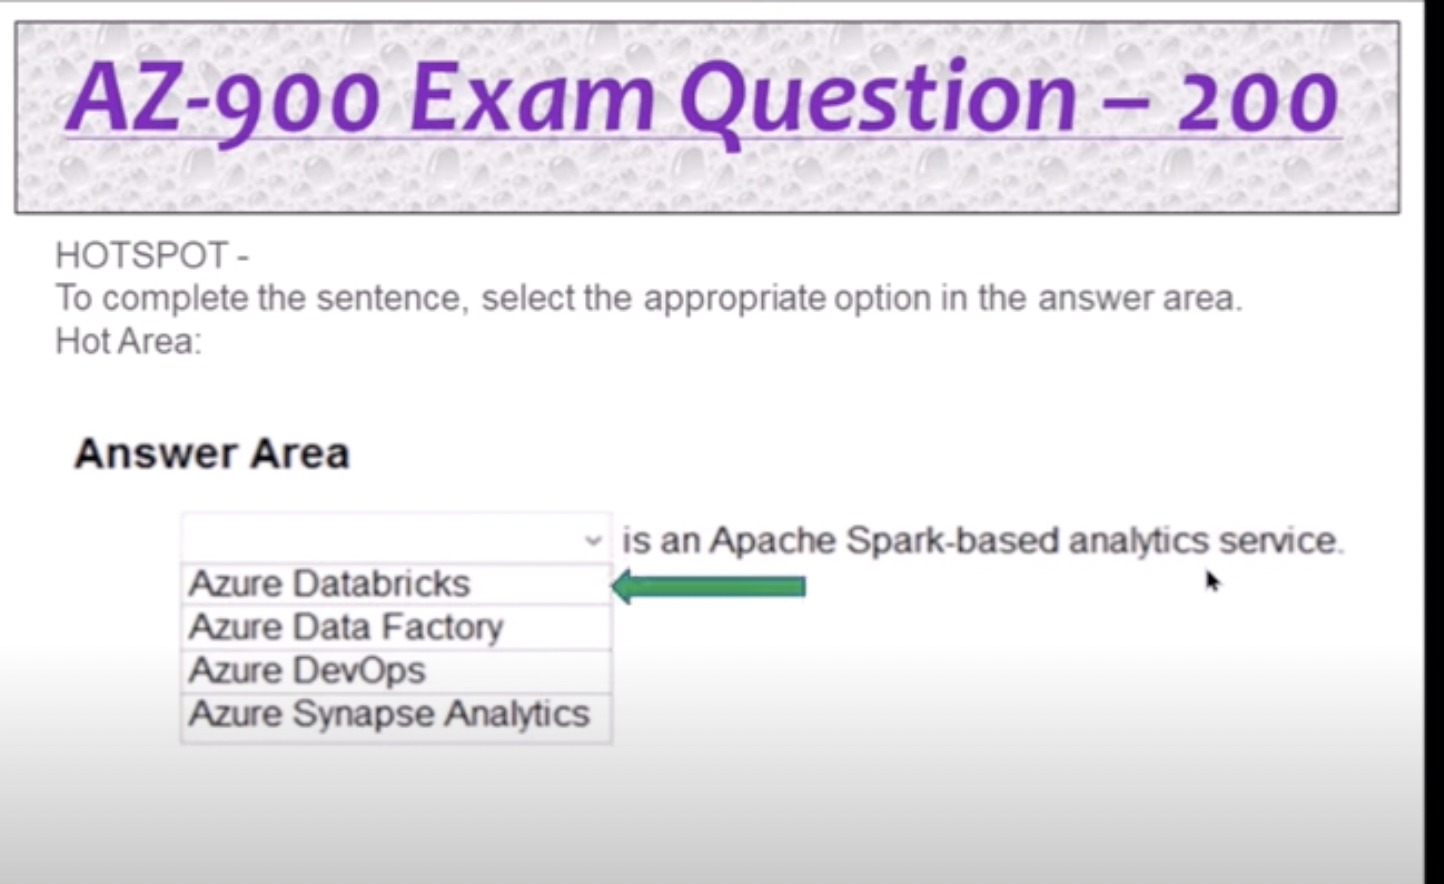 AZ-900 Exam Question – 200
HOTSPOT -
To complete the sentence, select the appropriate option in the answer area.
Hot Area:
Answer Area
is an Apache Spark-based analytics service.
Azure Databricks
Azure Data Factory
Azure DevOps
Azure Synapse Analytics